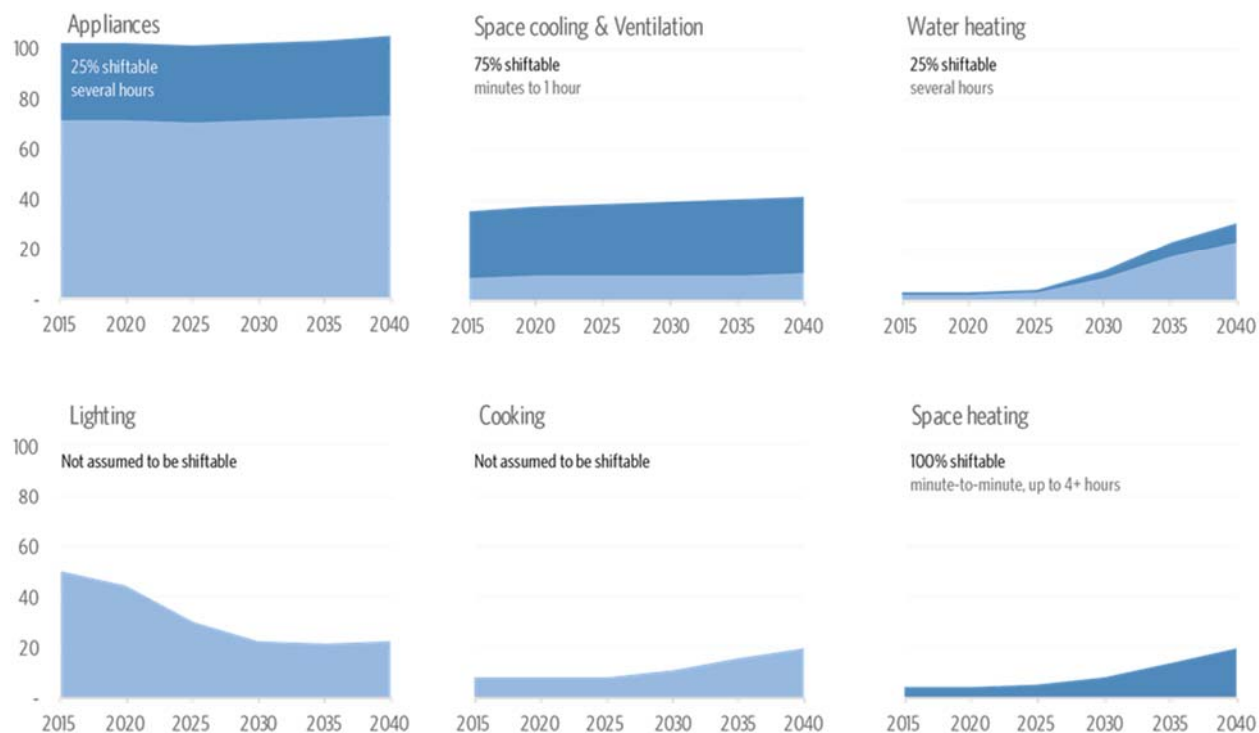 Appliances
25% shiftable
several hours
100
80
60
40
20
-
2015 2020 2025 2030 2035 2040
Space cooling & Ventilation
75% shiftable
minutes to 1 hour
2015 2020 2025 2030 2035 2040
Water heating
25% shiftable
several hours
2015 2020 2025 2030 2035 2040
Lighting
Not assumed to be shiftable
100
80
60
40
20
-
2015 2020 2025 2030 2035 2040
Cooking
Not assumed to be shiftable
2015 2020 2025 2030 2035 2040
Space heating
100% shiftable
minute-to-minute, up to 4+ hours
2015 2020 2025 2030 2035 2040